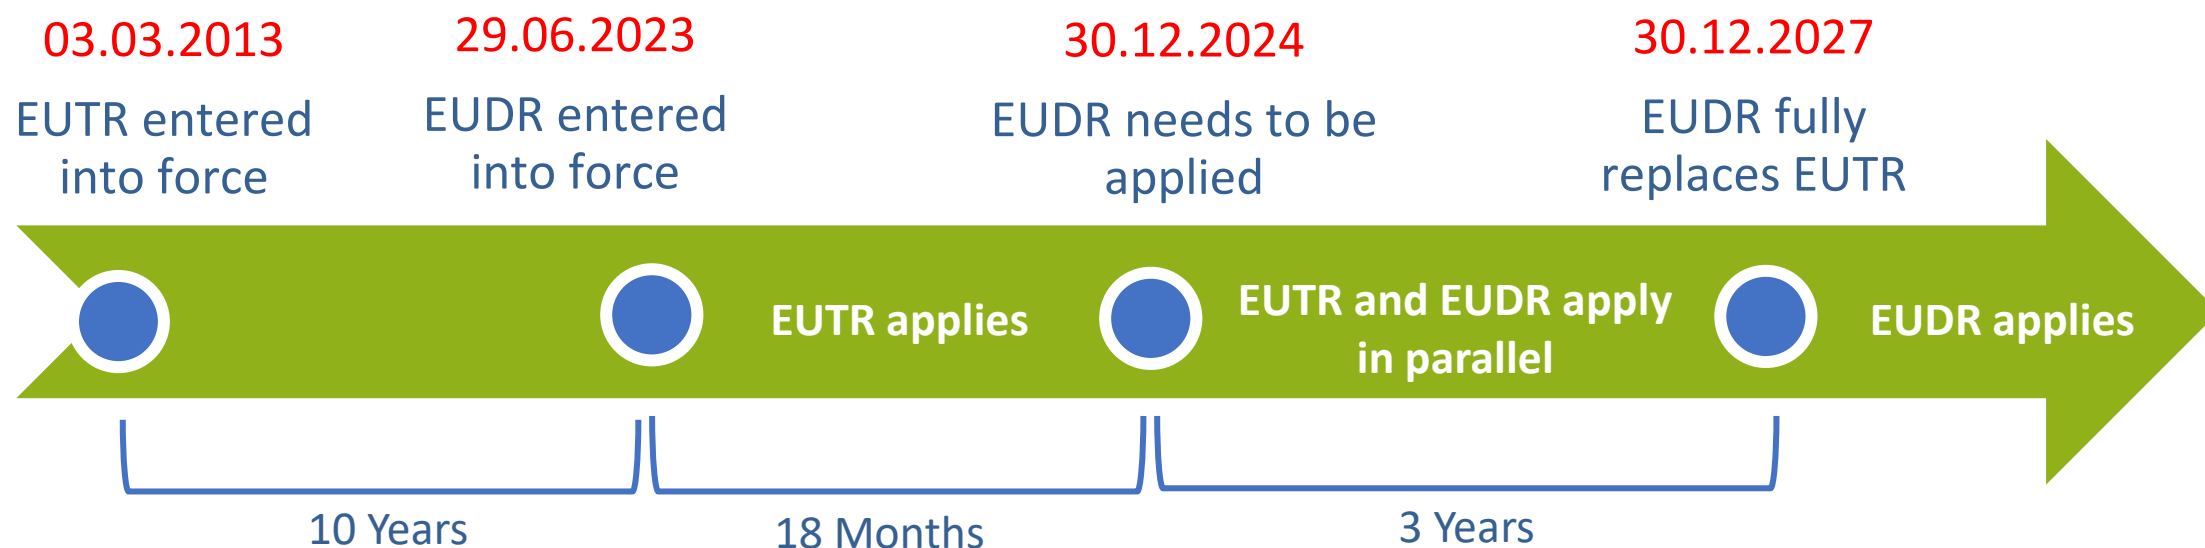 03.03.2013
EUTR entered
into force
29.06.2023
EUDR entered
into force
30.12.2024
EUDR needs to be
applied
30.12.2027
EUDR fully
replaces EUTR
EUTR applies
EUTR and EUDR apply
in parallel
EUDR applies
10 Years
18 Months
3 Years